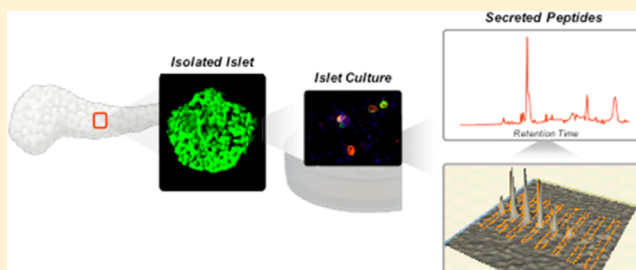 Secreted Peptides
Isolated Islet
Islet Culture
Retention Time